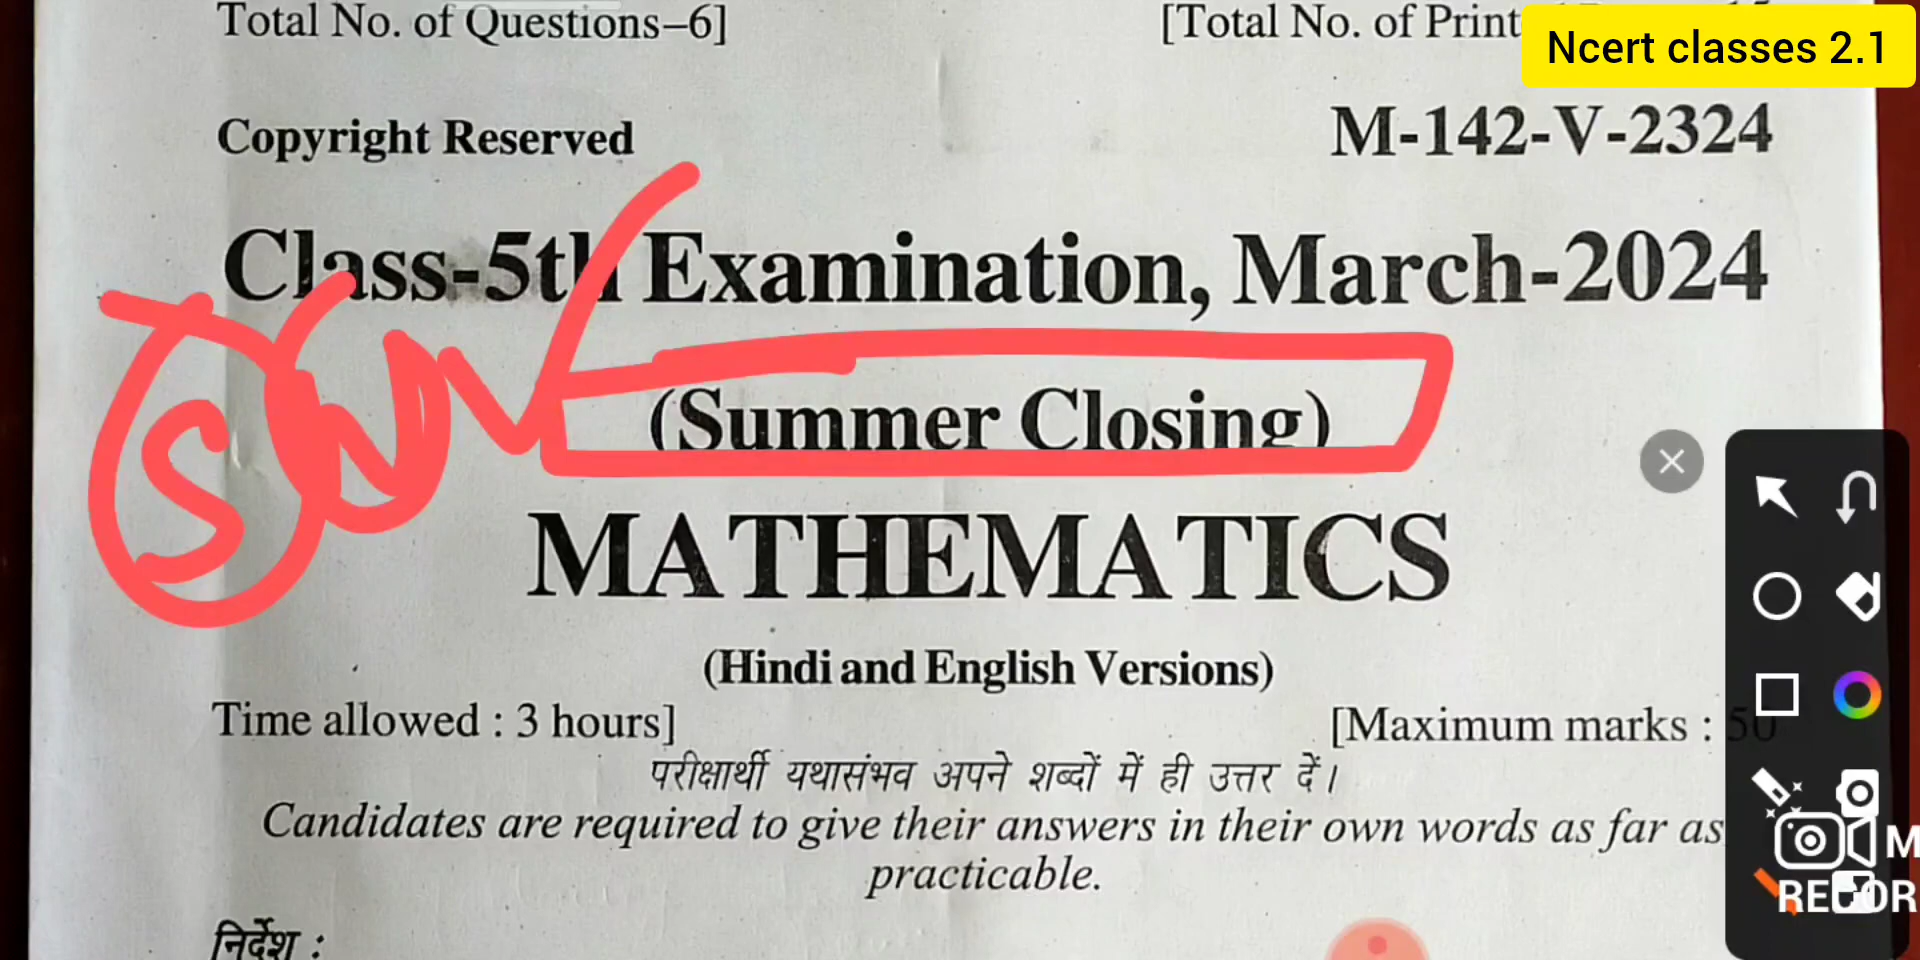 Total No. of Questions–6]
[Total No. of Print
Ncert classes 2.1
Copyright Reserved
M-142-V-2324
Class-5th Examination, March-2024
(Summer Closing)
MATHEMATICS
(Hindi and English Versions)
Time allowed : 3 hours]
[Maximum marks : 50
परीक्षार्थी यथासंभव अपने शब्दों में ही उत्तर दें।
Candidates are required to give their answers in their own words as far as
practicable.
निर्देश :